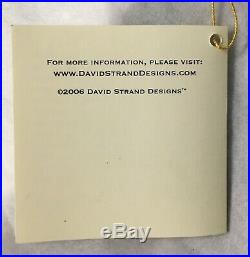 FOR MORE INFORMATION, PLEASE VISIT:
WWW.DAVIDSTRANDDESIGNS.COM
©2006 DAVID STRAND DESIGNS™